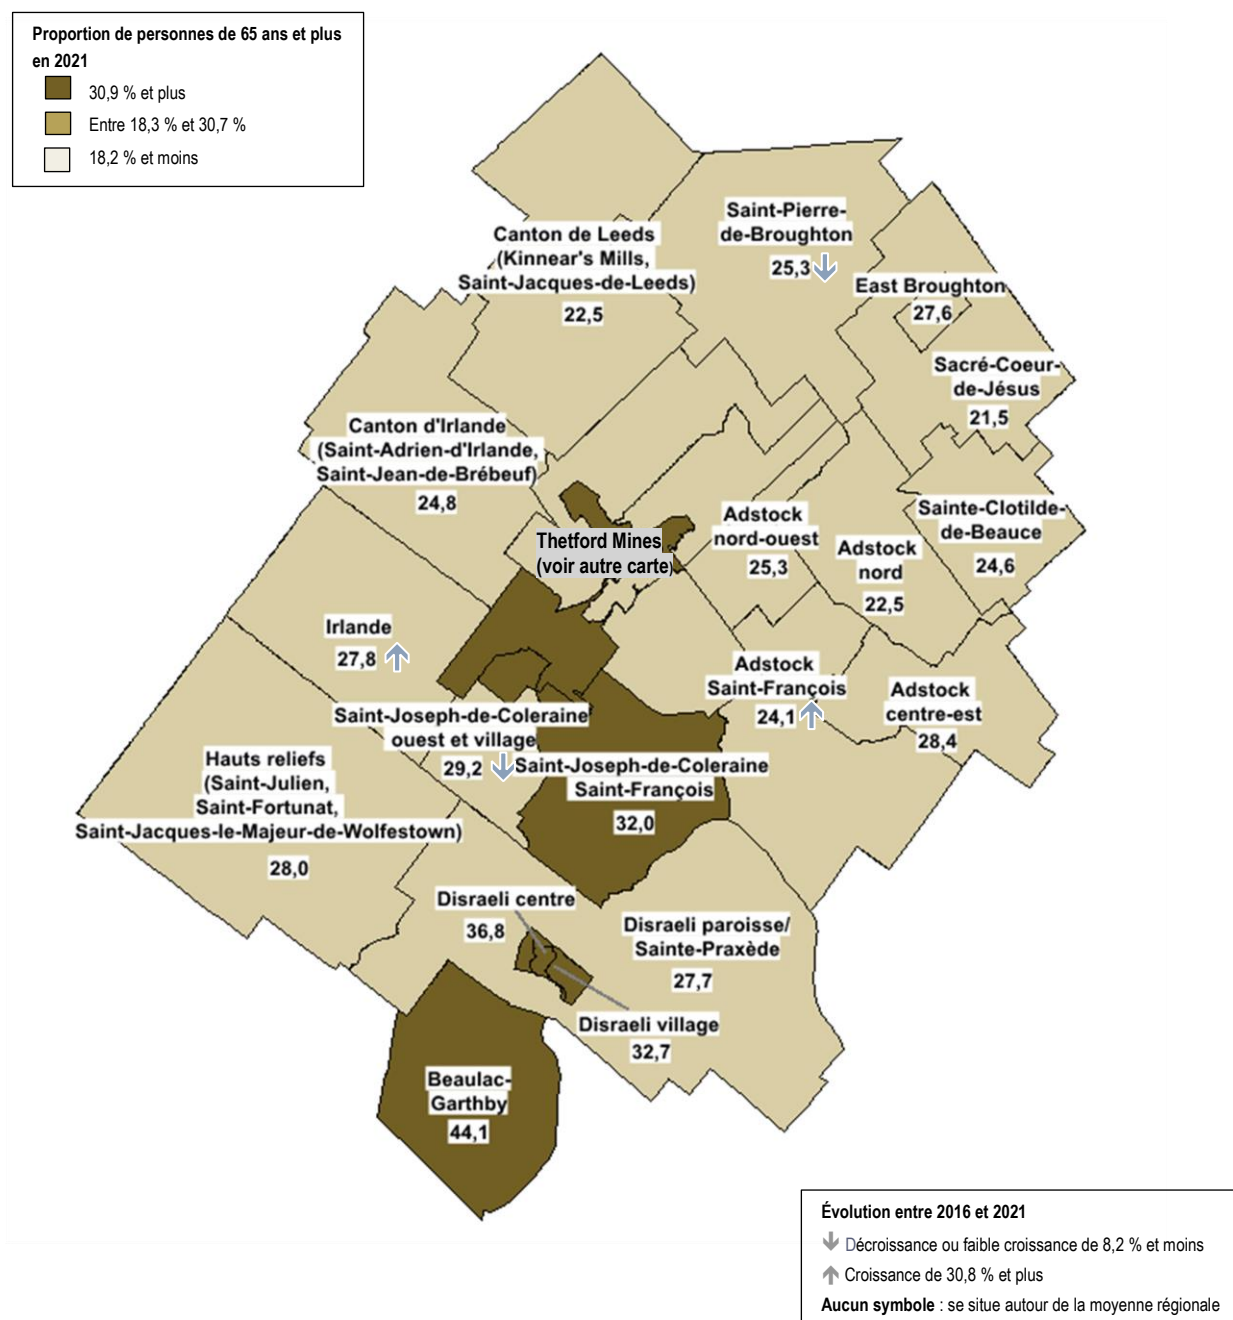 Proportion de personnes de 65 ans et plus
en 2021
30,9 % et plus
Entre 18,3 % et 30,7 %
18,2 % et moins
Saint-Pierre-
de-Broughton
25,3
Canton de Leeds
(Kinnear's Mills,
Saint-Jacques-de-Leeds)
22,5
East Broughton
27,6
Sacré-Coeur-
de-Jésus
21,5
Canton d'Irlande
(Saint-Adrien-d'Irlande,
Saint-Jean-de-Brébeuf)
24,8
Thetford Mines
(voir autre carte)
Adstock
nord-ouest
25,3
Adstock
nord
22,5
Sainte-Clotilde-
de-Beauce
24,6
Irlande
27,8
Adstock
Saint-François
24,1
Adstock
centre-est
28,4
Saint-Joseph-de-Coleraine
ouest et village
29,2
Saint-Joseph-de-Coleraine
Saint-François
32,0
Hauts reliefs
(Saint-Julien,
Saint-Fortunat,
Saint-Jacques-le-Majeur-de-Wolfestown)
28,0
Disraeli centre
36,8
Disraeli paroisse/
Sainte-Praxède
27,7
Disraeli village
32,7
Beaulac-
Garthby
44,1
Évolution entre 2016 et 2021
Décroissance ou faible croissance de 8,2 % et moins
Croissance de 30,8 % et plus
Aucun symbole : se situe autour de la moyenne régionale